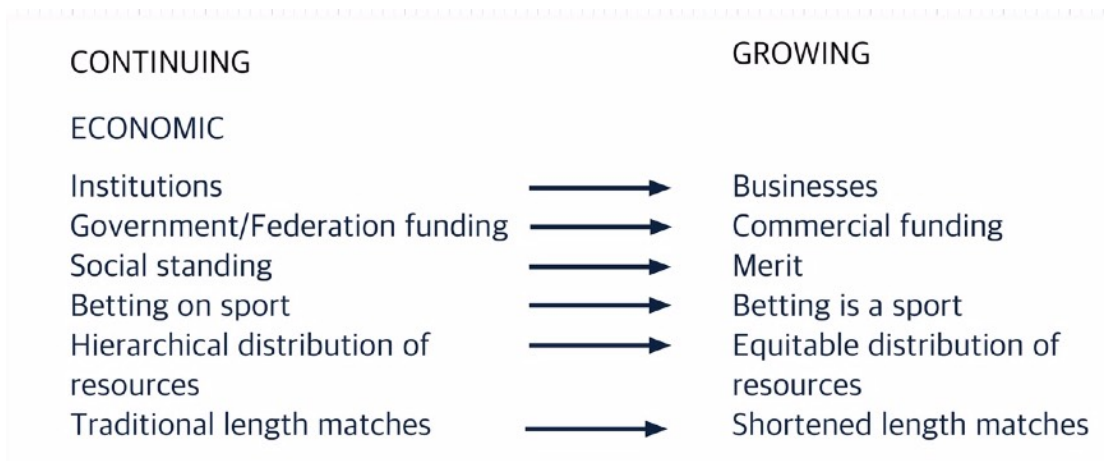 CONTINUING
GROWING
ECONOMIC
Institutions
Businesses
Government/Federation funding
Commercial funding
Social standing
Merit
Betting on sport
Betting is a sport
Hierarchical distribution of
resources
Equitable distribution of
resources
Traditional length matches
Shortened length matches